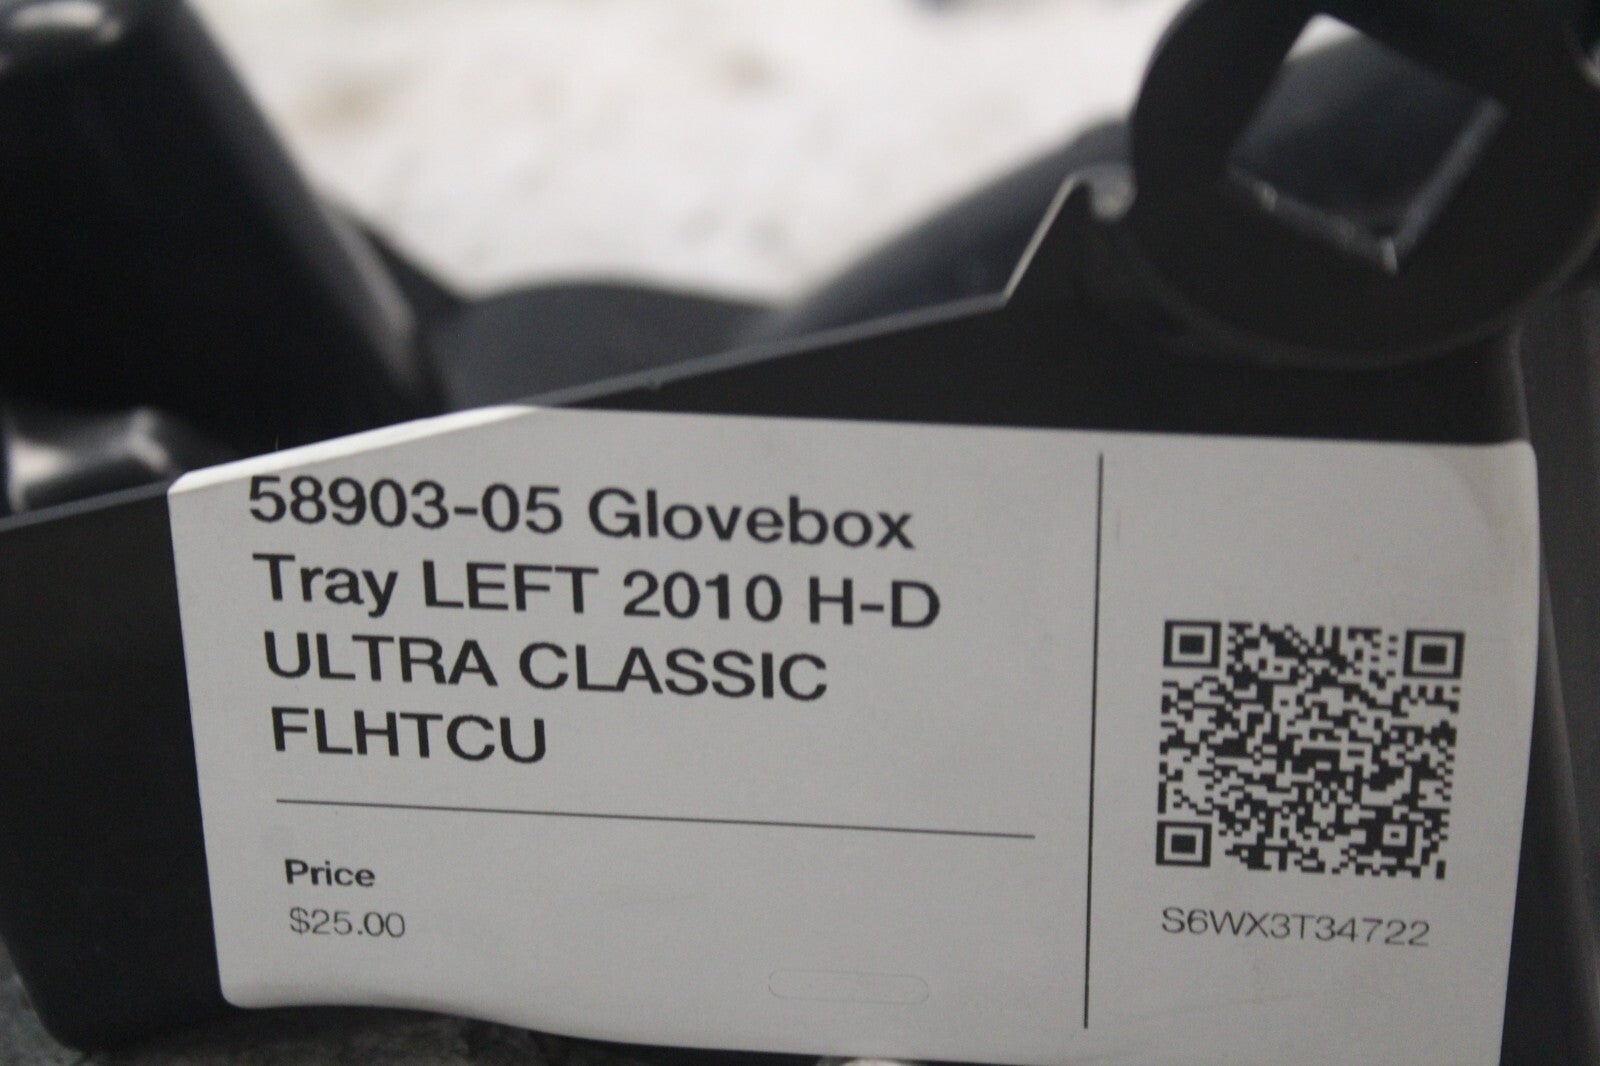 58903-05 Glovebox
Tray LEFT 2010 H-D
ULTRA CLASSIC
FLHTCU
Price
$25.00
S6WX3T34722